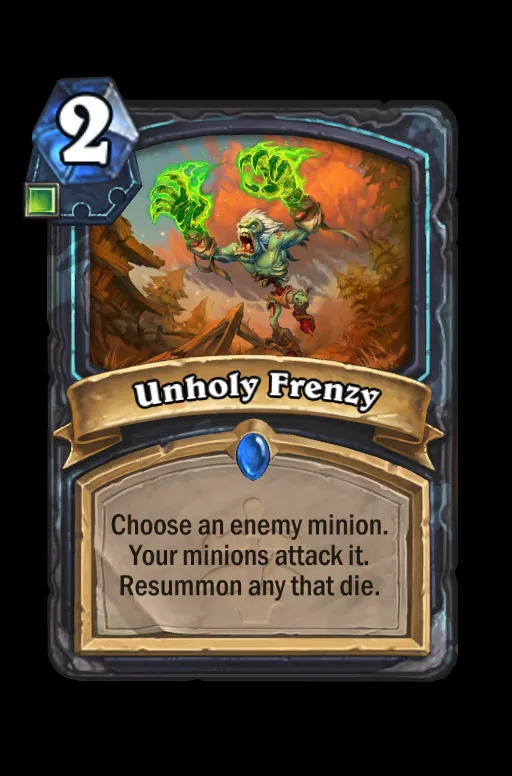 2
Unholy Frenzy
Choose an enemy minion.
Your minions attack it.
Resummon any that die.